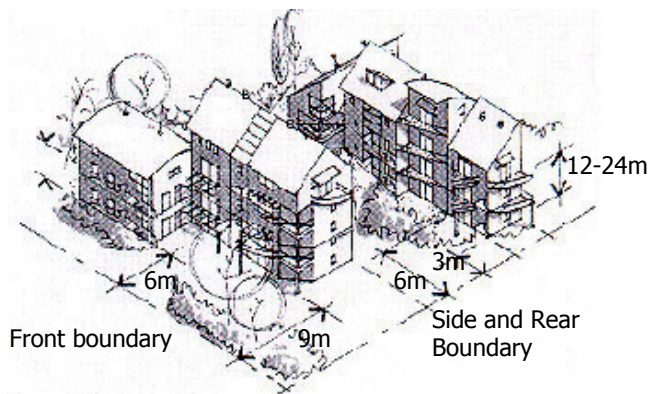 12-24m
3m
6m
6m
9m
Front boundary
Side and Rear
Boundary